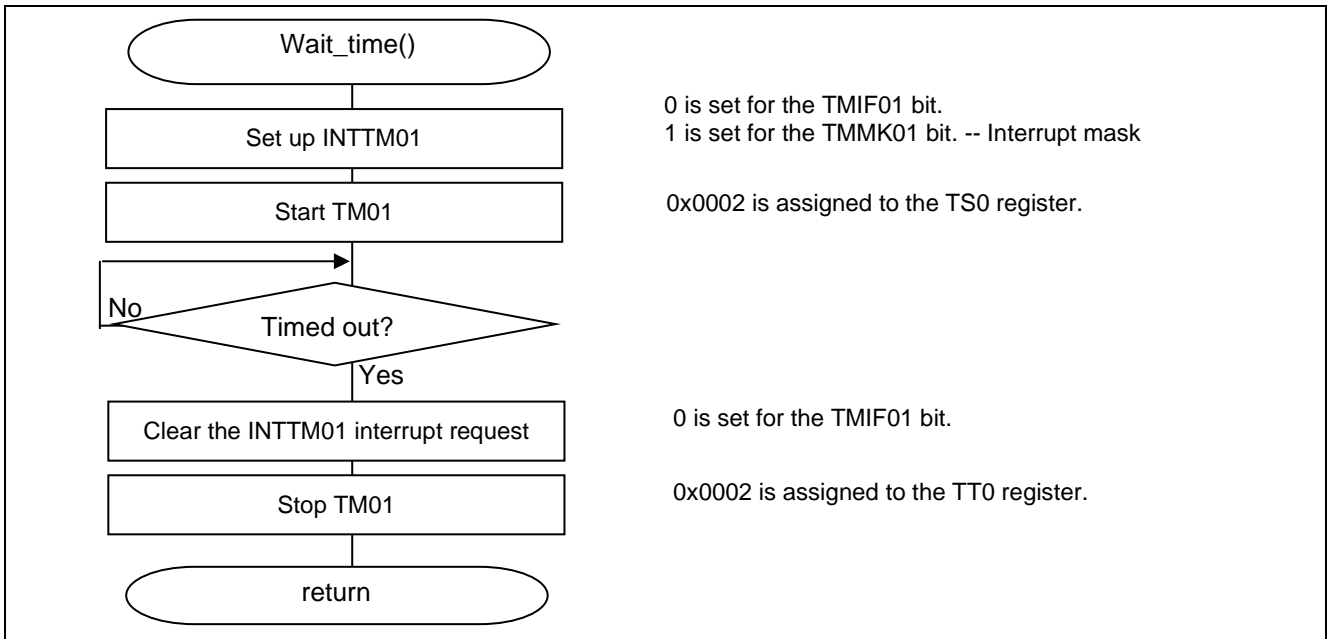 Wait_time()
0 is set for the TMIF01 bit.
Set up INTTM01
1 is set for the TMMK01 bit. -- Interrupt mask
Start TM01
0x0002 is assigned to the TS0 register.
No
Timed out?
Yes
Clear the INTTM01 interrupt request
0 is set for the TMIF01 bit.
Stop TM01
0x0002 is assigned to the TT0 register.
return